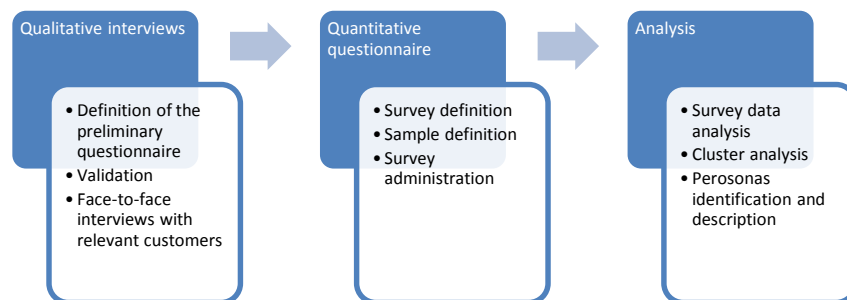 Qualitative interviews
• Definition of the
preliminary
questionnaire
• Validation
• Face-to-face
interviews with
relevant customers
Quantitative
questionnaire
• Survey definition
• Sample definition
• Survey
administration
Analysis
• Survey data
analysis
• Cluster analysis
• Perosonas
identification and
description